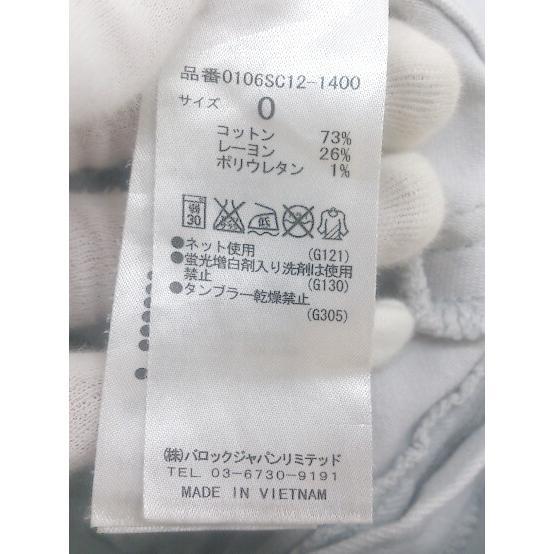 品番0106SC12-1400
サイズ 0
コットン 73%
レーヨン 26%
ポリウレタン 1%
弱 30 低
●ネット使用 (G121)
●蛍光増白剤入り洗剤は使用
禁止 (G130)
●タンブラー乾燥禁止
(G305)
(株)バロックジャパンリミテッド
TEL 03-6730-9191
MADE IN VIETNAM